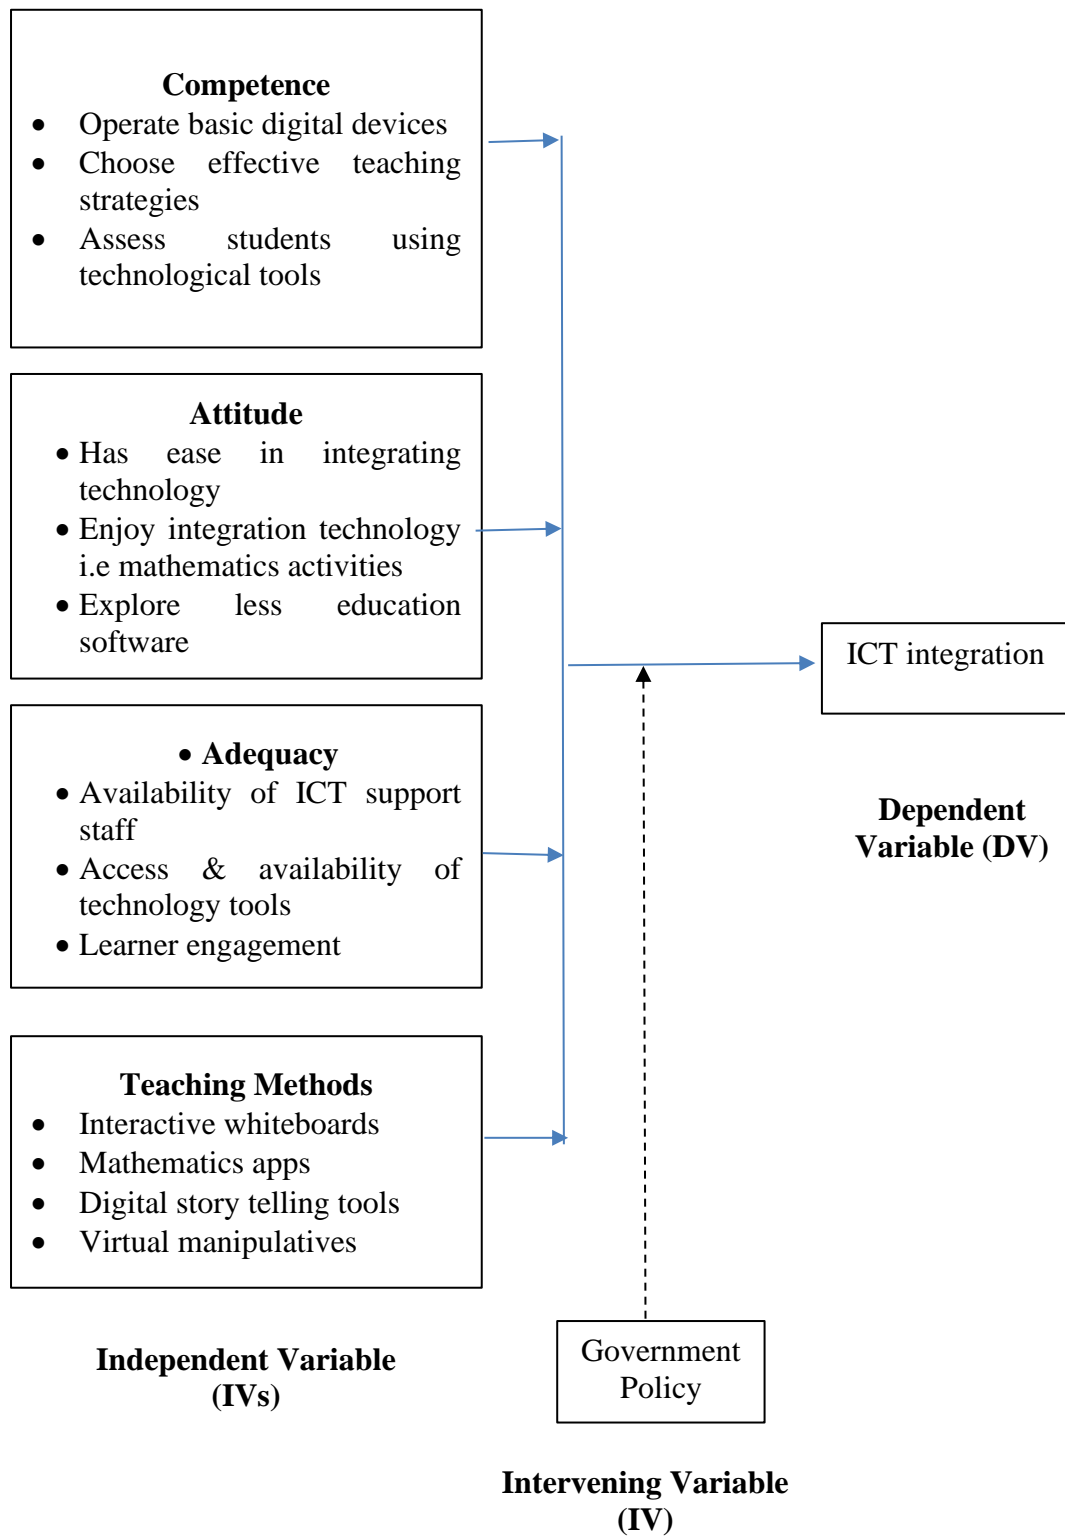 Competence
• Operate basic digital devices
• Choose effective teaching
strategies
• Assess students using
technological tools
Attitude
• Has ease in integrating
technology
• Enjoy integration technology
i.e mathematics activities
• Explore less education
software
• Adequacy
• Availability of ICT support
staff
• Access & availability of
technology tools
• Learner engagement
Teaching Methods
• Interactive whiteboards
• Mathematics apps
• Digital story telling tools
• Virtual manipulatives
Independent Variable
(IVs)
ICT integration
Dependent
Variable (DV)
Government
Policy
Intervening Variable
(IV)